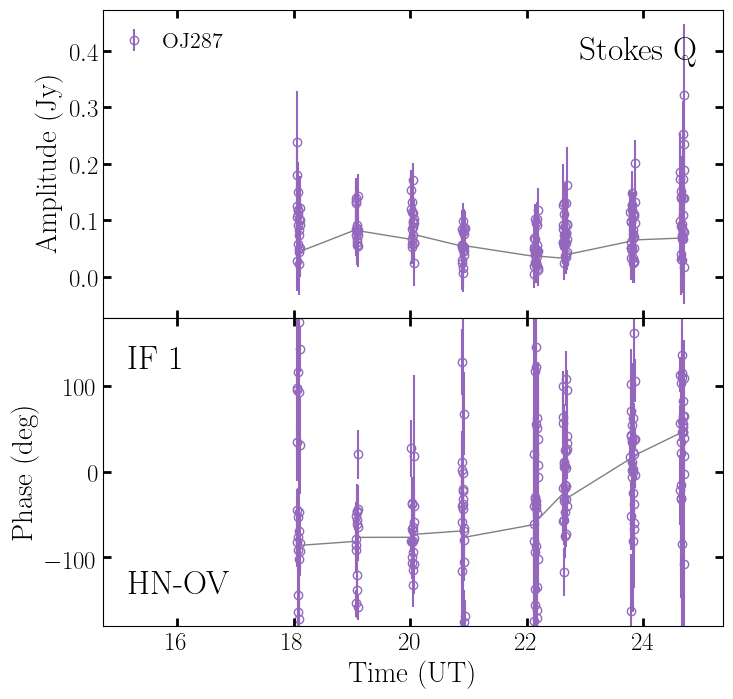 OJ287
Stokes Q
Amplitude (Jy)
0.4
0.3
0.2
0.1
0.0
IF 1
HN-OV
Phase (deg)
100
0
−100
16 18 20 22 24
Time (UT)